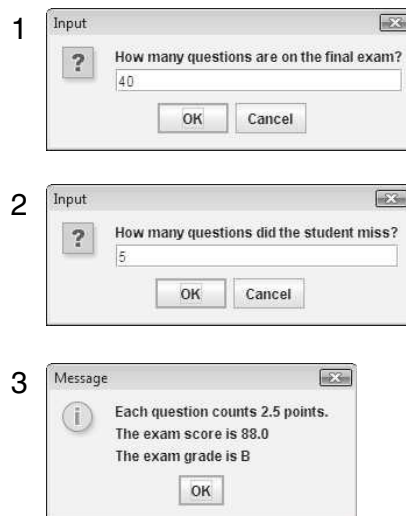 1
Input
How many questions are on the final exam?
40
OK Cancel
2
Input
How many questions did the student miss?
5
OK Cancel
3
Message
Each question counts 2.5 points.
The exam score is 88.0
The exam grade is B
OK